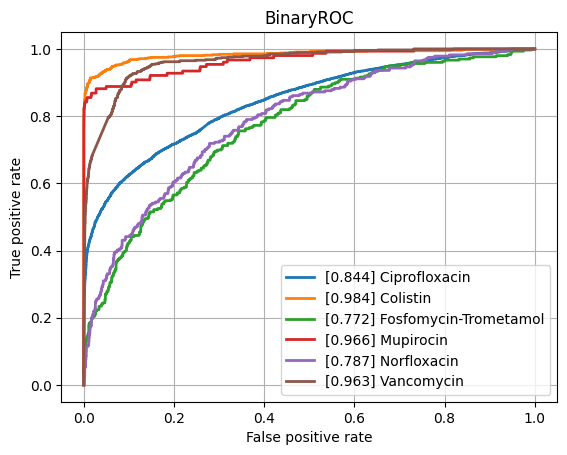 BinaryROC
True positive rate
1.0
0.8
0.6
0.4
0.2
0.0
[0.844] Ciprofloxacin
[0.984] Colistin
[0.772] Fosfomycin-Trometamol
[0.966] Mupirocin
[0.787] Norfloxacin
[0.963] Vancomycin
0.0 0.2 0.4 0.6 0.8 1.0
False positive rate